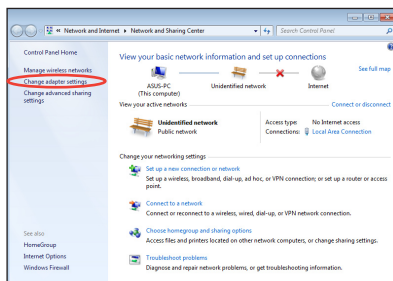 Network and Internet ▸ Network and Sharing Center
Search Control Panel
Control Panel Home
Manage wireless networks
Change adapter settings
Change advanced sharing
settings
See also
HomeGroup
Internet Options
Windows Firewall
View your basic network information and set up connections
See full map
ASUS-PC
(This computer)
Unidentified network
Internet
View your active networks
Connect or disconnect
Unidentified network
Public network
Access type: No Internet access
Connections: Local Area Connection
Change your networking settings
Set up a new connection or network
Set up a wireless, broadband, dial-up, ad hoc, or VPN connection; or set up a router or access
point.
Connect to a network
Connect or reconnect to a wireless, wired, dial-up, or VPN network connection.
Choose homegroup and sharing options
Access files and printers located on other network computers, or change sharing settings.
Troubleshoot problems
Diagnose and repair network problems, or get troubleshooting information.